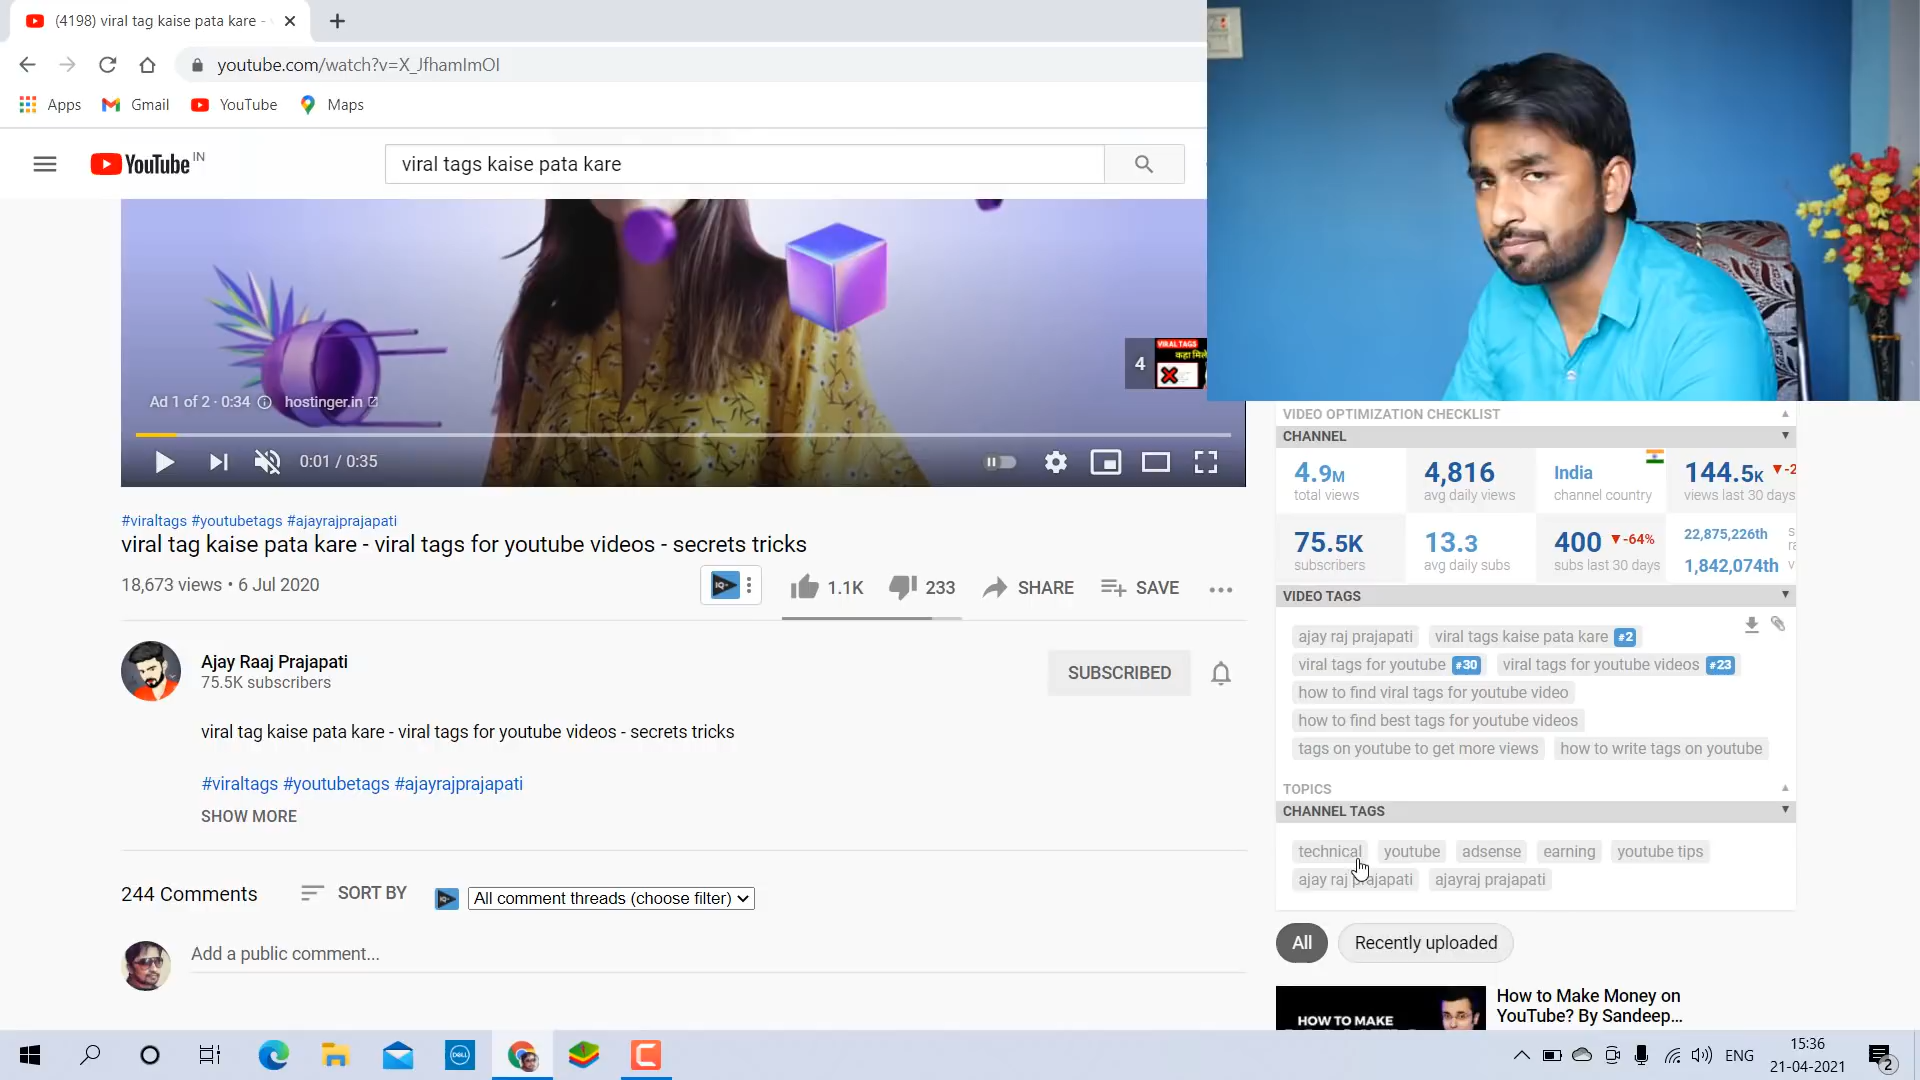 (4198) viral tag kaise pata kare -
youtube.com/watch?v=X_JfhamImOI
Apps
Gmail
YouTube
Maps
YouTube IN
viral tags kaise pata kare
4
VIRAL TAGS
Ad 1 of 2 · 0:34
hostinger.in
0:01 / 0:35
#viraltags #youtubetags #ajayrajprajapati
viral tag kaise pata kare - viral tags for youtube videos - secrets tricks
18,673 views • 6 Jul 2020
1.1K
233
SHARE
SAVE
Ajay Raaj Prajapati
75.5K subscribers
SUBSCRIBED
viral tag kaise pata kare - viral tags for youtube videos - secrets tricks
#viraltags #youtubetags #ajayrajprajapati
SHOW MORE
244 Comments
SORT BY
All comment threads (choose filter)
Add a public comment...
VIDEO OPTIMIZATION CHECKLIST
CHANNEL
4.9M
total views
4,816
avg daily views
India
channel country
144.5K
views last 30 days
75.5K
subscribers
13.3
avg daily subs
400 -64%
subs last 30 days
22,875,226th
1,842,074th
VIDEO TAGS
ajay raj prajapati
viral tags kaise pata kare #2
viral tags for youtube #30
viral tags for youtube videos #23
how to find viral tags for youtube video
how to find best tags for youtube videos
tags on youtube to get more views
how to write tags on youtube
TOPICS
CHANNEL TAGS
technical
youtube
adsense
earning
youtube tips
ajay raj prajapati
ajayraj prajapati
All
Recently uploaded
HOW TO MAKE
How to Make Money on
YouTube? By Sandeep...
DELL
ENG
15:36
21-04-2021
2